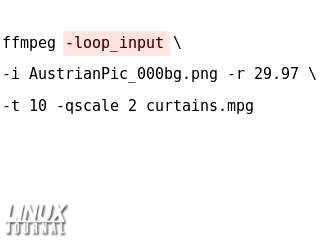 ffmpeg -loop_input \
-i AustrianPic_000bg.png -r 29.97 \
-t 10 -qscale 2 curtains.mpg
LINUX
JOURNAL